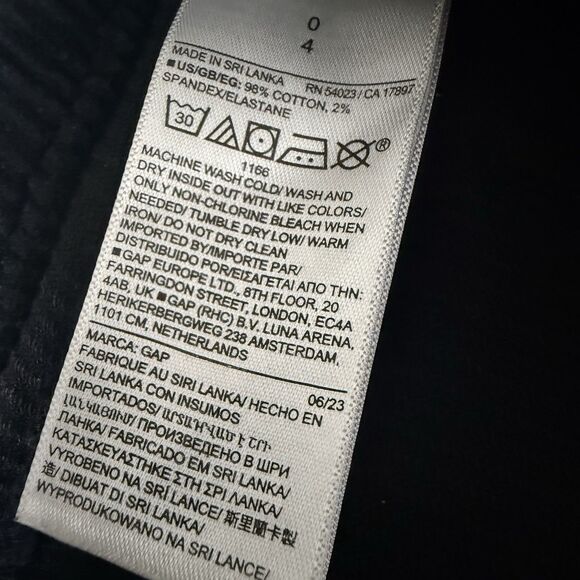 0
4
MADE IN SRI LANKA RN 54023 / CA 17897
■ US/GB/EG: 98% COTTON, 2%
SPANDEX/ELASTANE
30
®
1166
MACHINE WASH COLD/ WASH AND
DRY INSIDE OUT WITH LIKE COLORS/
ONLY NON-CHLORINE BLEACH WHEN
NEEDED/ TUMBLE DRY LOW/ WARM
IRON/ DO NOT DRY CLEAN
IMPORTED BY/IMPORTE PAR/
DISTRIBUIDO POR/ΕΙΣΑΓΕΤΑΙ ΑΠΟ ΤΗΝ:
■ GAP EUROPE LTD. 8TH FLOOR, 20
FARRINGDON STREET, LONDON, EC4A
4AB, UK ■ GAP (RHC) B.V. LUNA ARENA,
HERIKERBERGWEG 238 AMSTERDAM,
1101 CM, NETHERLANDS
06/23
MARCA: GAP
FABRIQUE AU SIRI LANKA/ HECHO EN
SRI LANKA CON INSUMOS
IMPORTADOS/ ԱՐՏԱԴՐՎԱԾ Է ՇՐԻ
ԼԱՆԿԱՅՈՒՄ/ ПРОИЗВЕДЕНО В ШРИ
ЛАНКА/ FABRICADO EM SRI LANKA/
ΚΑΤΑΣΚΕΥΑΣΤΗΚΕ ΣΤΗ ΣΡΙ ΛΑΝΚΑ/
VYROBENO NA SRI LANCE/ 斯里蘭卡製
造/ DIBUAT DI SRI LANKA/
WYPRODUKOWANO NA SRI LANCE/